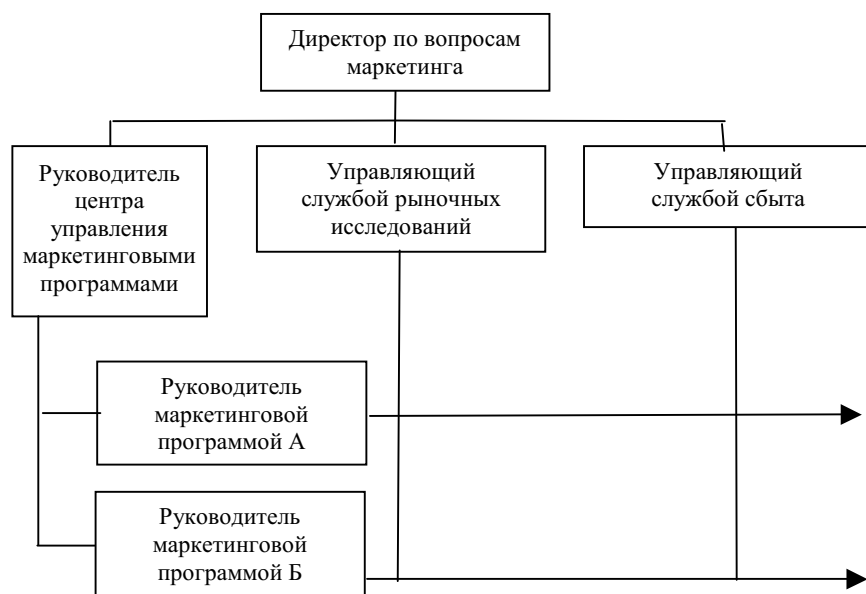 Директор по вопросам
маркетинга
Руководитель
центра
управления
маркетинговыми
программами
Управляющий
службой рыночных
исследований
Управляющий
службой сбыта
Руководитель
маркетинговой
программой А
Руководитель
маркетинговой
программой Б